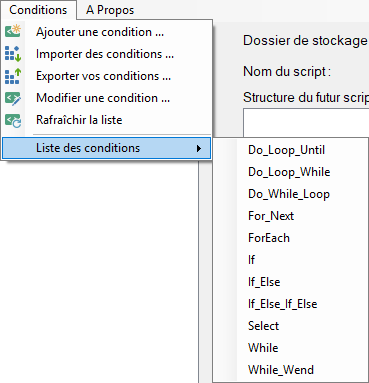 Conditions A Propos
Ajouter une condition ...
Importer des conditions ...
Exporter vos conditions ...
Modifier une condition ...
Rafraîchir la liste
Liste des conditions
Dossier de stockage
Nom du script :
Structure du futur scrip
Do_Loop_Until
Do_Loop_While
Do_While_Loop
For_Next
ForEach
If
If_Else
If_Else_If_Else
Select
While
While_Wend